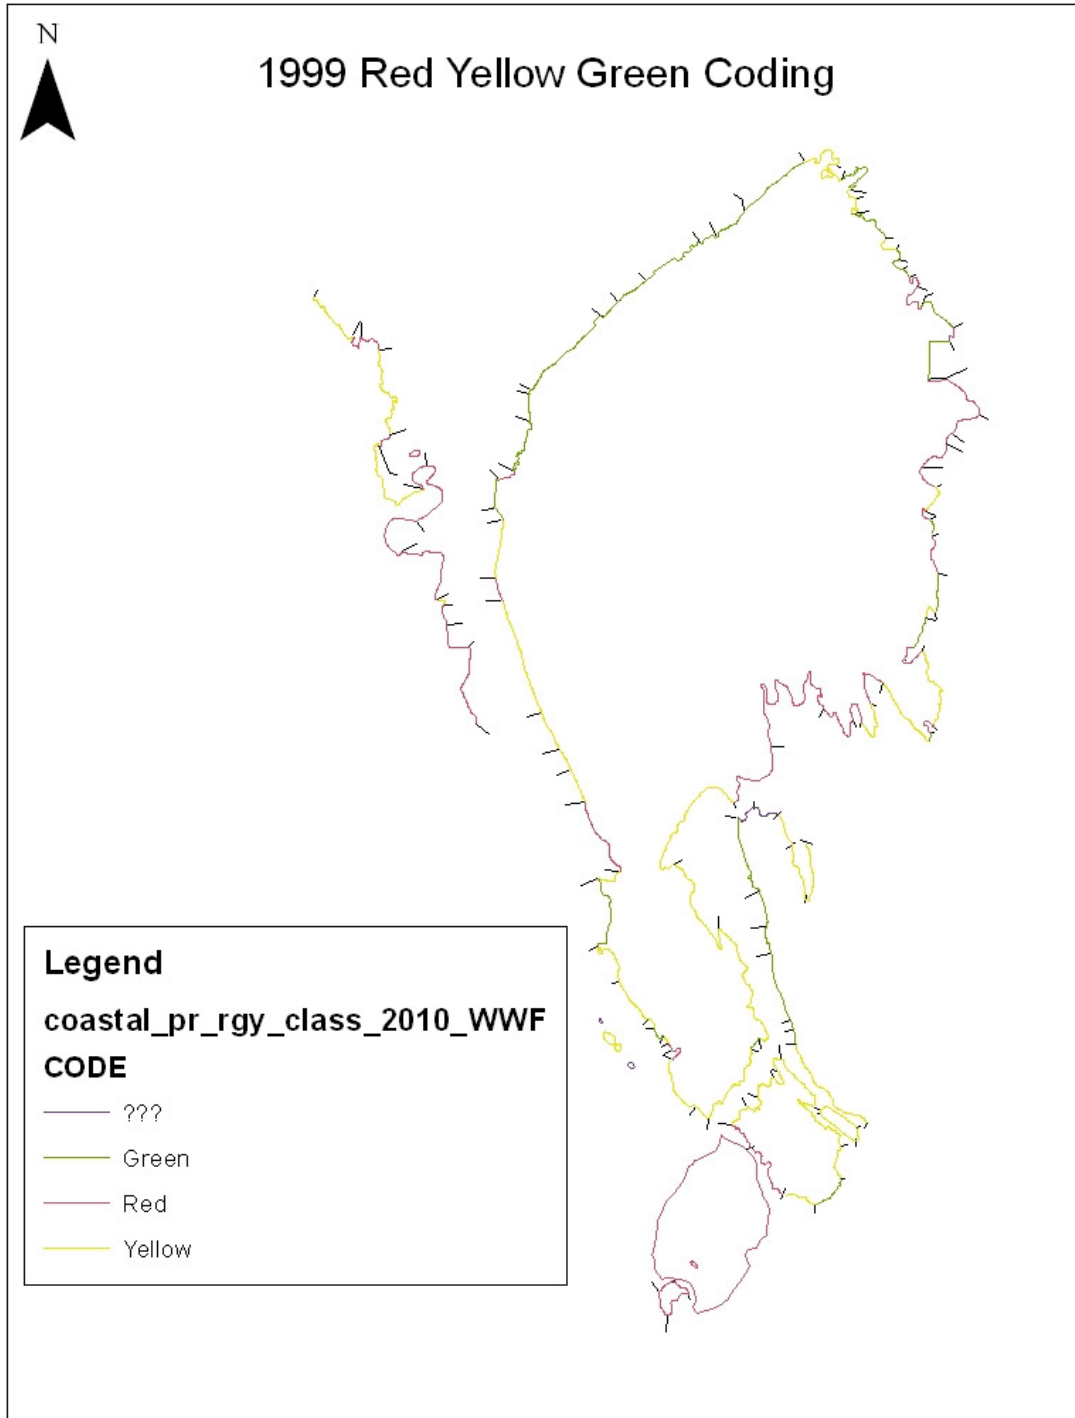 N
1999 Red Yellow Green Coding
Legend
coastal_pr_rgy_class_2010_WWF
CODE
???
Green
Red
Yellow